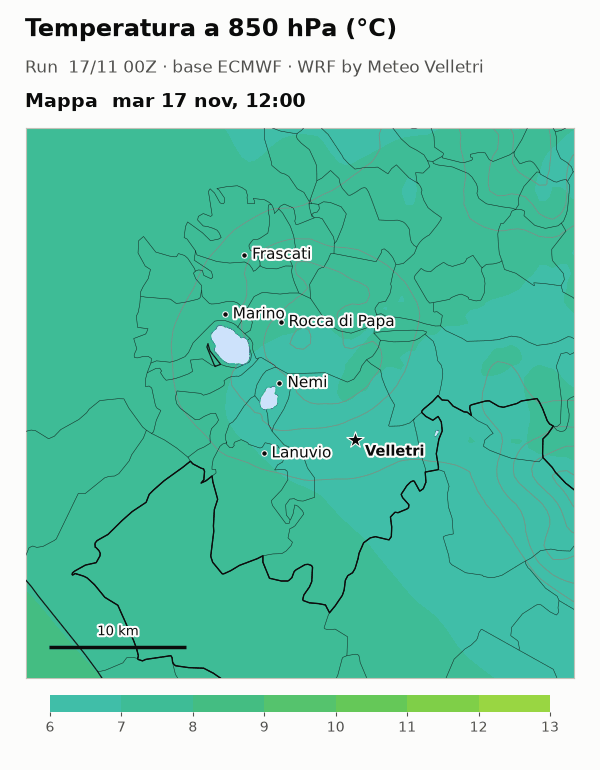 Temperatura a 850 hPa (°C)
Run  17/11 00Z · base ECMWF · WRF by Meteo Velletri
Mappa  mar 17 nov, 12:00
Frascati
Marino
Rocca di Papa
Nemi
Velletri
Lanuvio
10 km
6 7 8 9 10 11 12 13